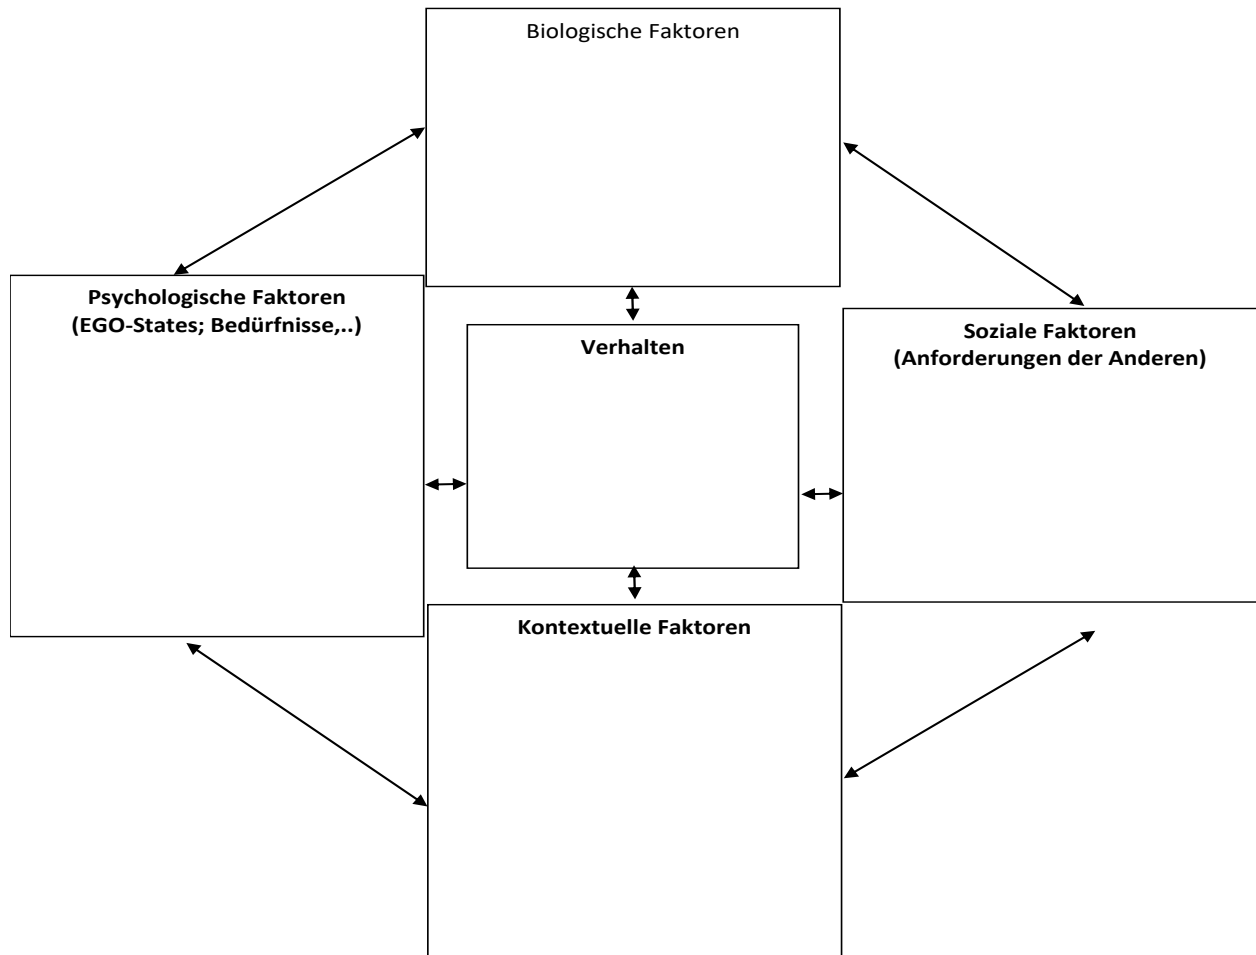 Biologische Faktoren
Psychologische Faktoren
(EGO-States; Bedürfnisse,..)
Verhalten
Soziale Faktoren
(Anforderungen der Anderen)
Kontextuelle Faktoren